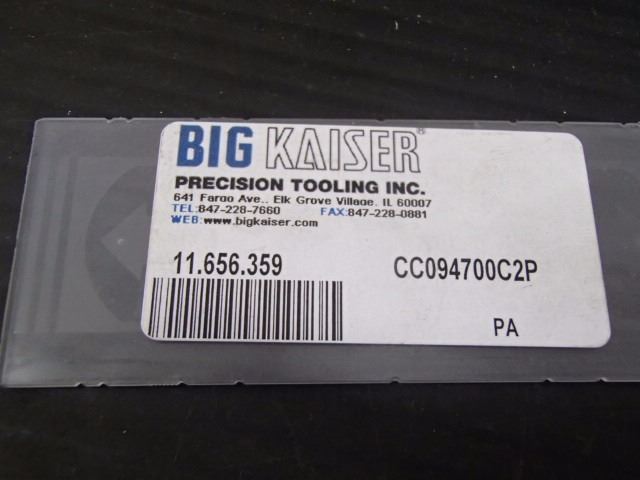 BIG KAISER®
PRECISION TOOLING INC.
641 Fargo Ave., Elk Grove Village, IL 60007
TEL:847-228-7660 FAX:847-228-0881
WEB:www.bigkaiser.com
11.656.359 CC094700C2P
PA